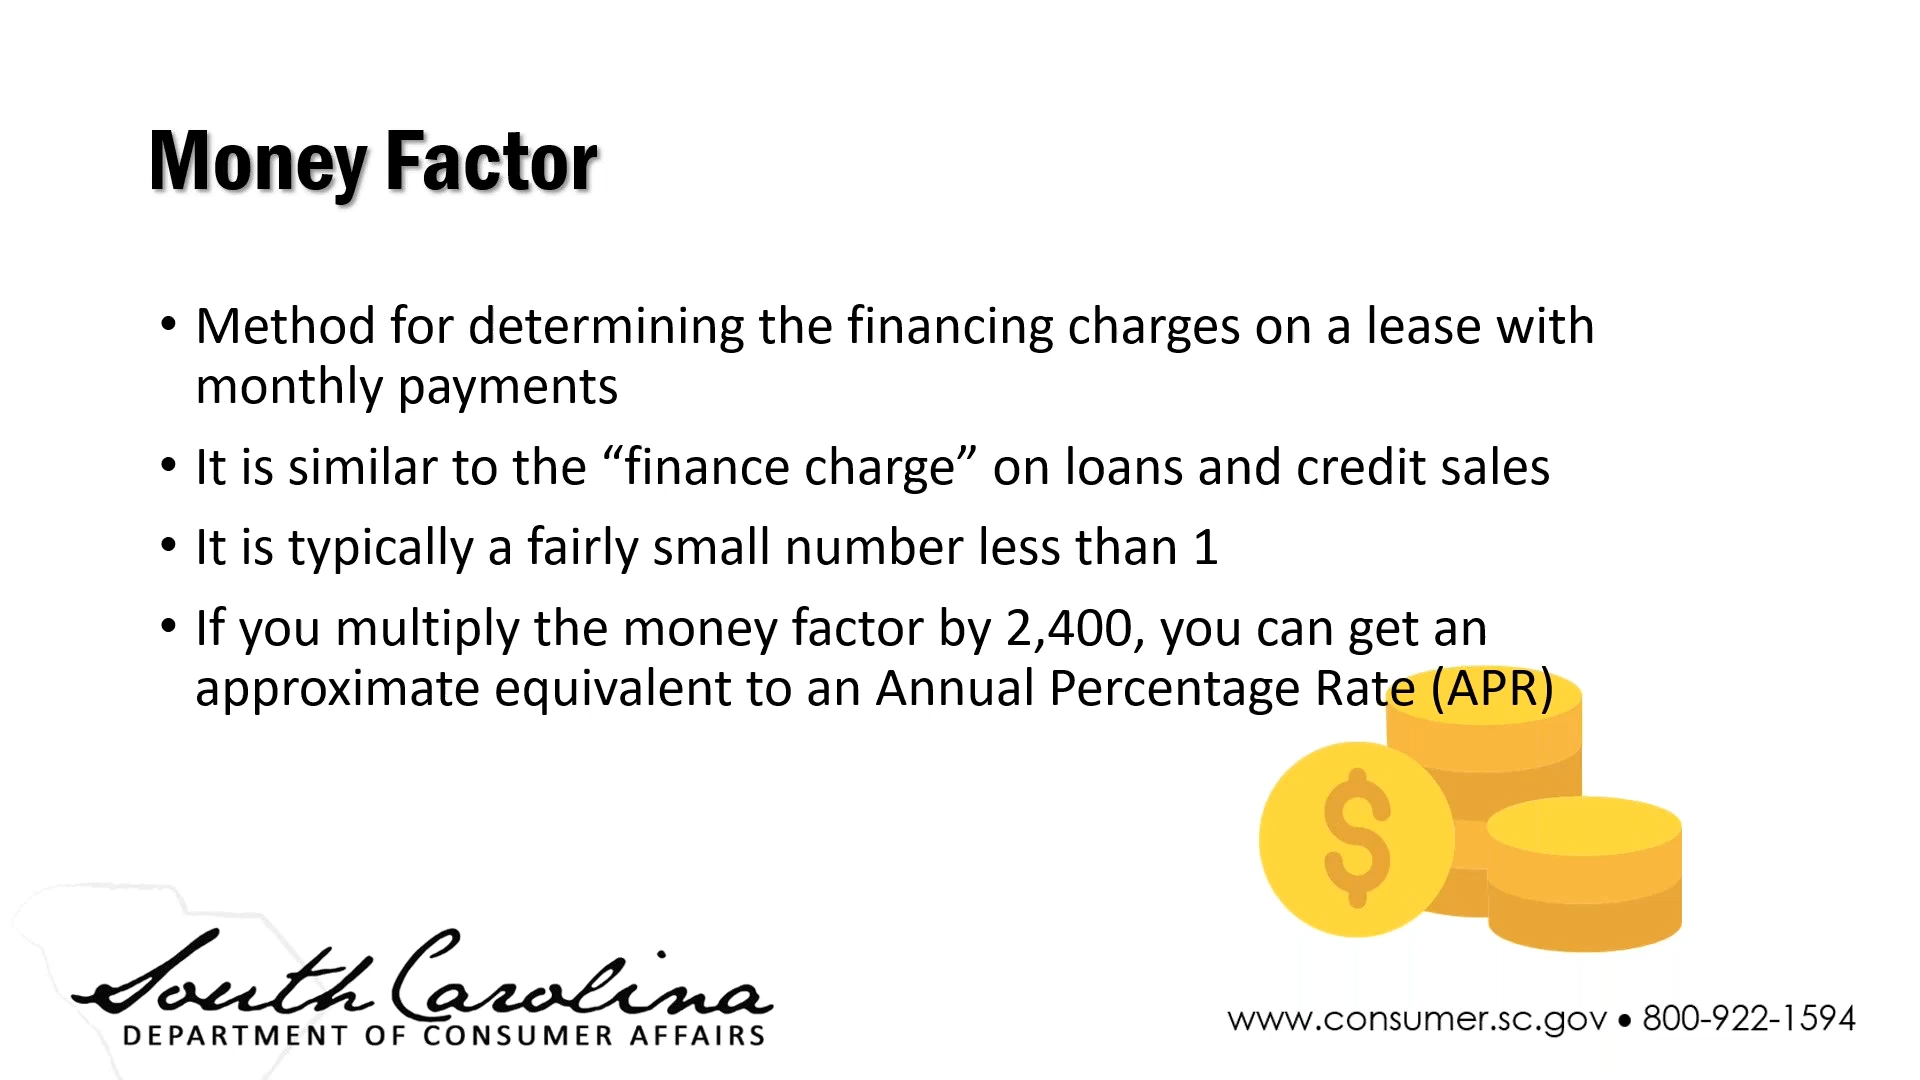 Money Factor
• Method for determining the financing charges on a lease with
monthly payments
• It is similar to the “finance charge” on loans and credit sales
• It is typically a fairly small number less than 1
• If you multiply the money factor by 2,400, you can get an
approximate equivalent to an Annual Percentage Rate (APR)
$
South Carolina
DEPARTMENT OF CONSUMER AFFAIRS
www.consumer.sc.gov • 800-922-1594